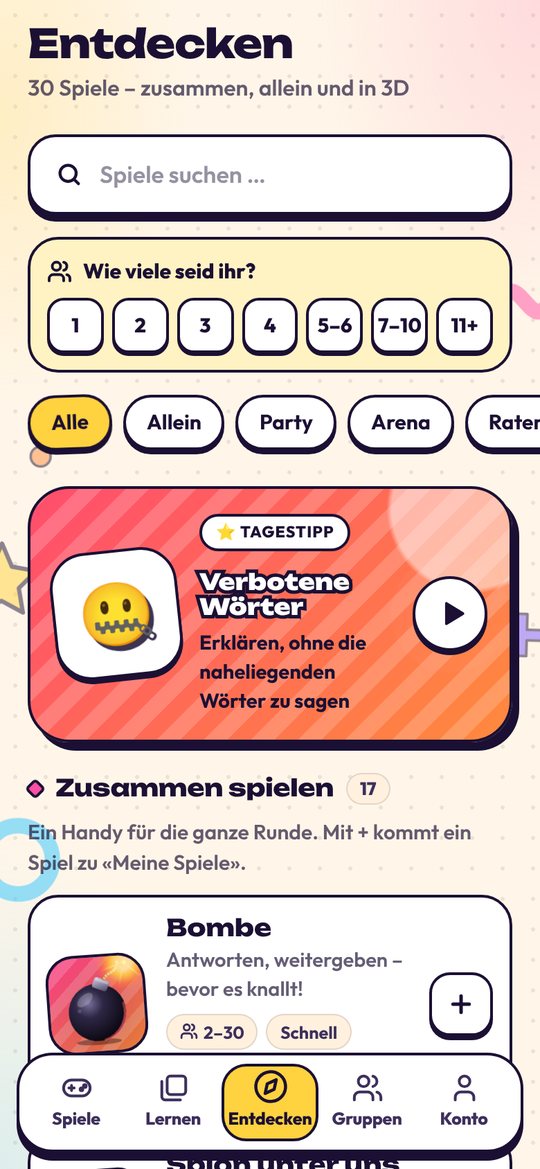 Entdecken
30 Spiele – zusammen, allein und in 3D
Spiele suchen ...
Wie viele seid ihr?
1 2 3 4 5–6 7–10 11+
Alle Allein Party Arena
⭐ TAGESTIPP
Verbotene
Wörter
Erklären, ohne die
naheliegenden
Wörter zu sagen
Zusammen spielen 17
Ein Handy für die ganze Runde. Mit + kommt ein
Spiel zu «Meine Spiele».
Bombe
Antworten, weitergeben –
bevor es knallt!
+
2–30 Schnell
Spiele Lernen Entdecken Gruppen Konto